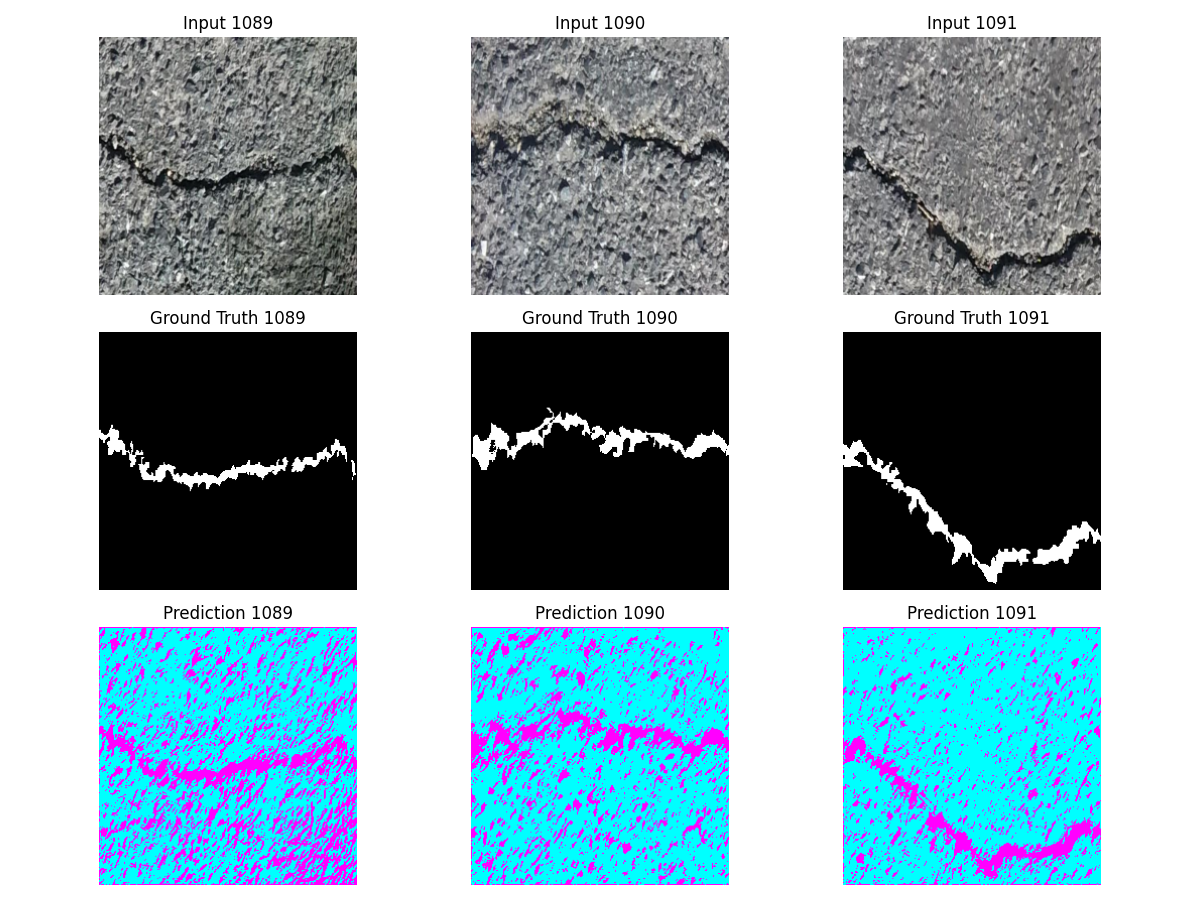 Input 1089
Input 1090
Input 1091
Ground Truth 1089
Ground Truth 1090
Ground Truth 1091
Prediction 1089
Prediction 1090
Prediction 1091